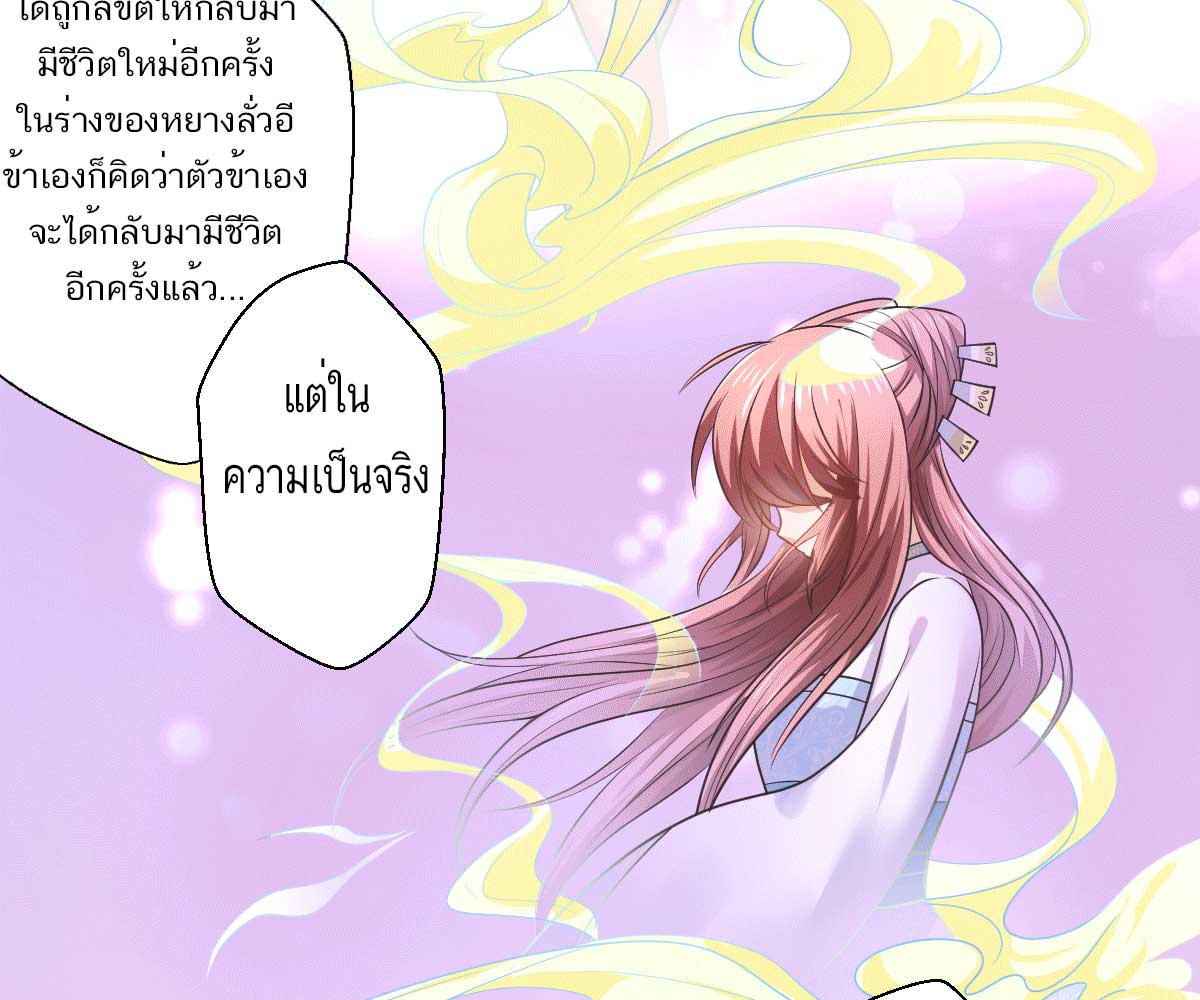 ได้ถูกลิขิตให้กลับมา
มีชีวิตใหม่อีกครั้ง
ในร่างของหยางลั่วอี
ข้าเองก็คิดว่าตัวข้าเอง
จะได้กลับมามีชีวิต
อีกครั้งแล้ว...
แต่ใน
ความเป็นจริง